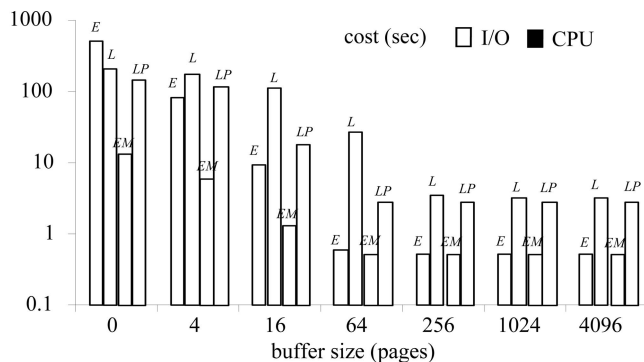 1000
cost (sec) I/O CPU
E
L
EM
LP
100
E
L
EM
LP
10
E
L
EM
LP
1
E
L
EM
LP
E
L
EM
LP
E
L
EM
LP
E
L
EM
LP
0.1
0 4 16 64 256 1024 4096
buffer size (pages)